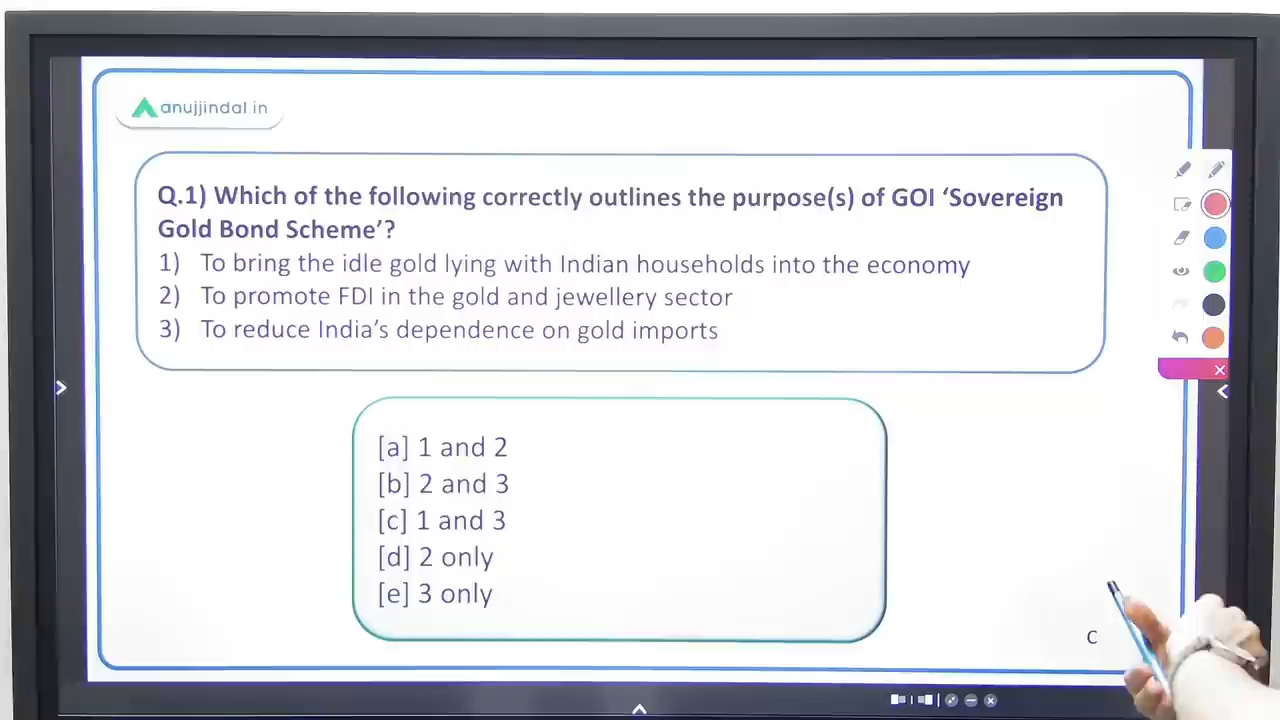 anujjindal.in
Q.1) Which of the following correctly outlines the purpose(s) of GOI ‘Sovereign
Gold Bond Scheme’?
1) To bring the idle gold lying with Indian households into the economy
2) To promote FDI in the gold and jewellery sector
3) To reduce India’s dependence on gold imports
[a] 1 and 2
[b] 2 and 3
[c] 1 and 3
[d] 2 only
[e] 3 only
C